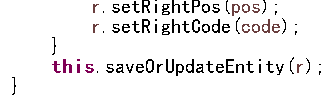 r.setRightPos(pos);
r.setRightCode(code);
}
this.saveOrUpdateEntity(r);
}